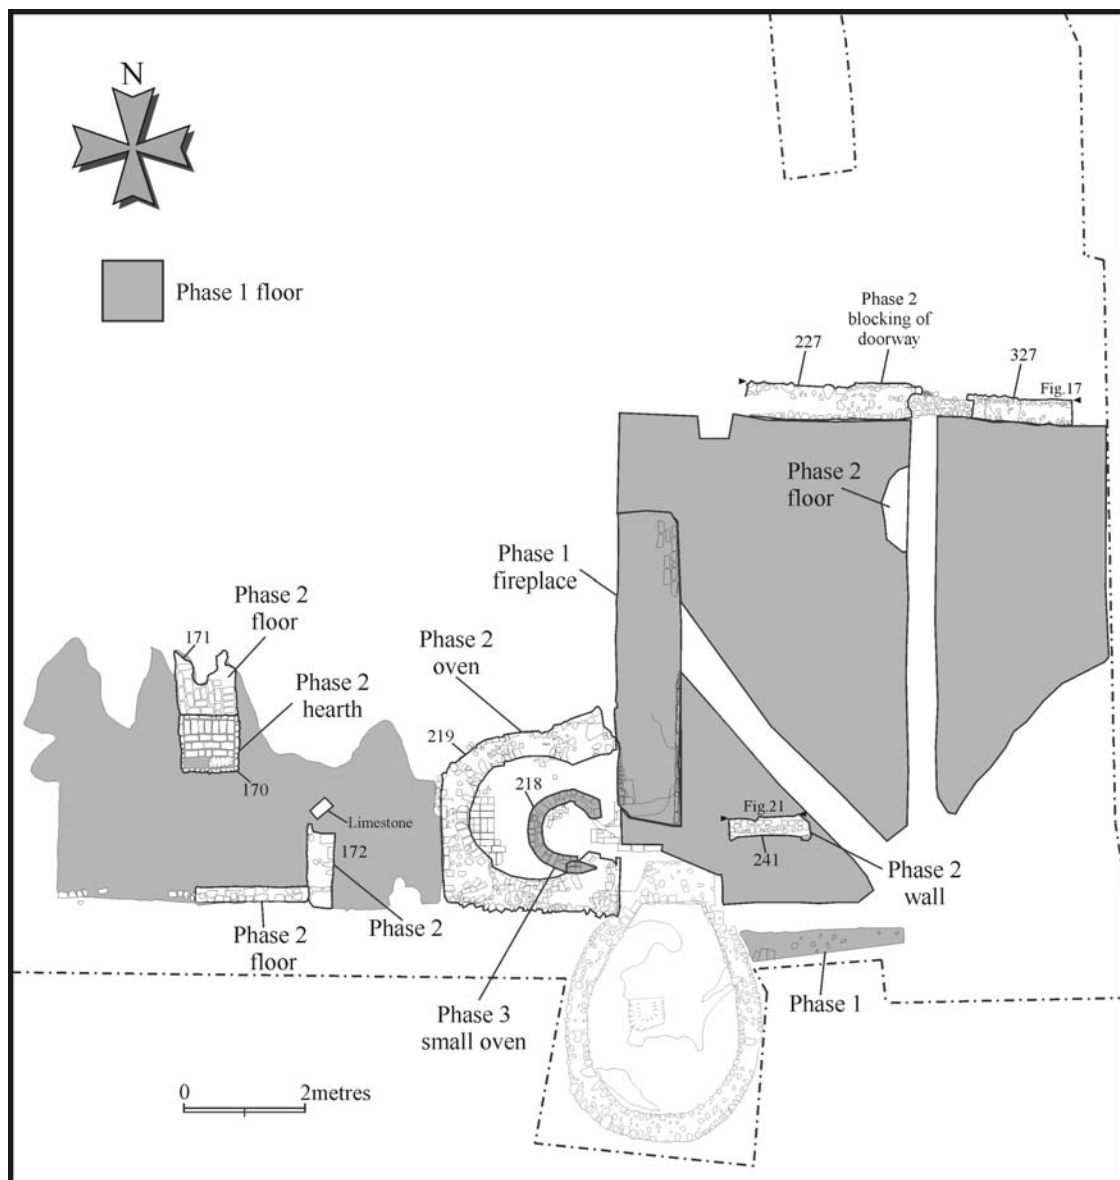 N
Phase 1 floor
Phase 2
blocking of
doorway
227
327
Fig.17
Phase 2
floor
Phase 1
fireplace
Phase 2
floor
171
Phase 2
oven
Phase 2
hearth
219
218
170
Limestone
Fig.21
172
241
Phase 2
wall
Phase 2
floor
Phase 2
Phase 1
Phase 3
small oven
0 2metres